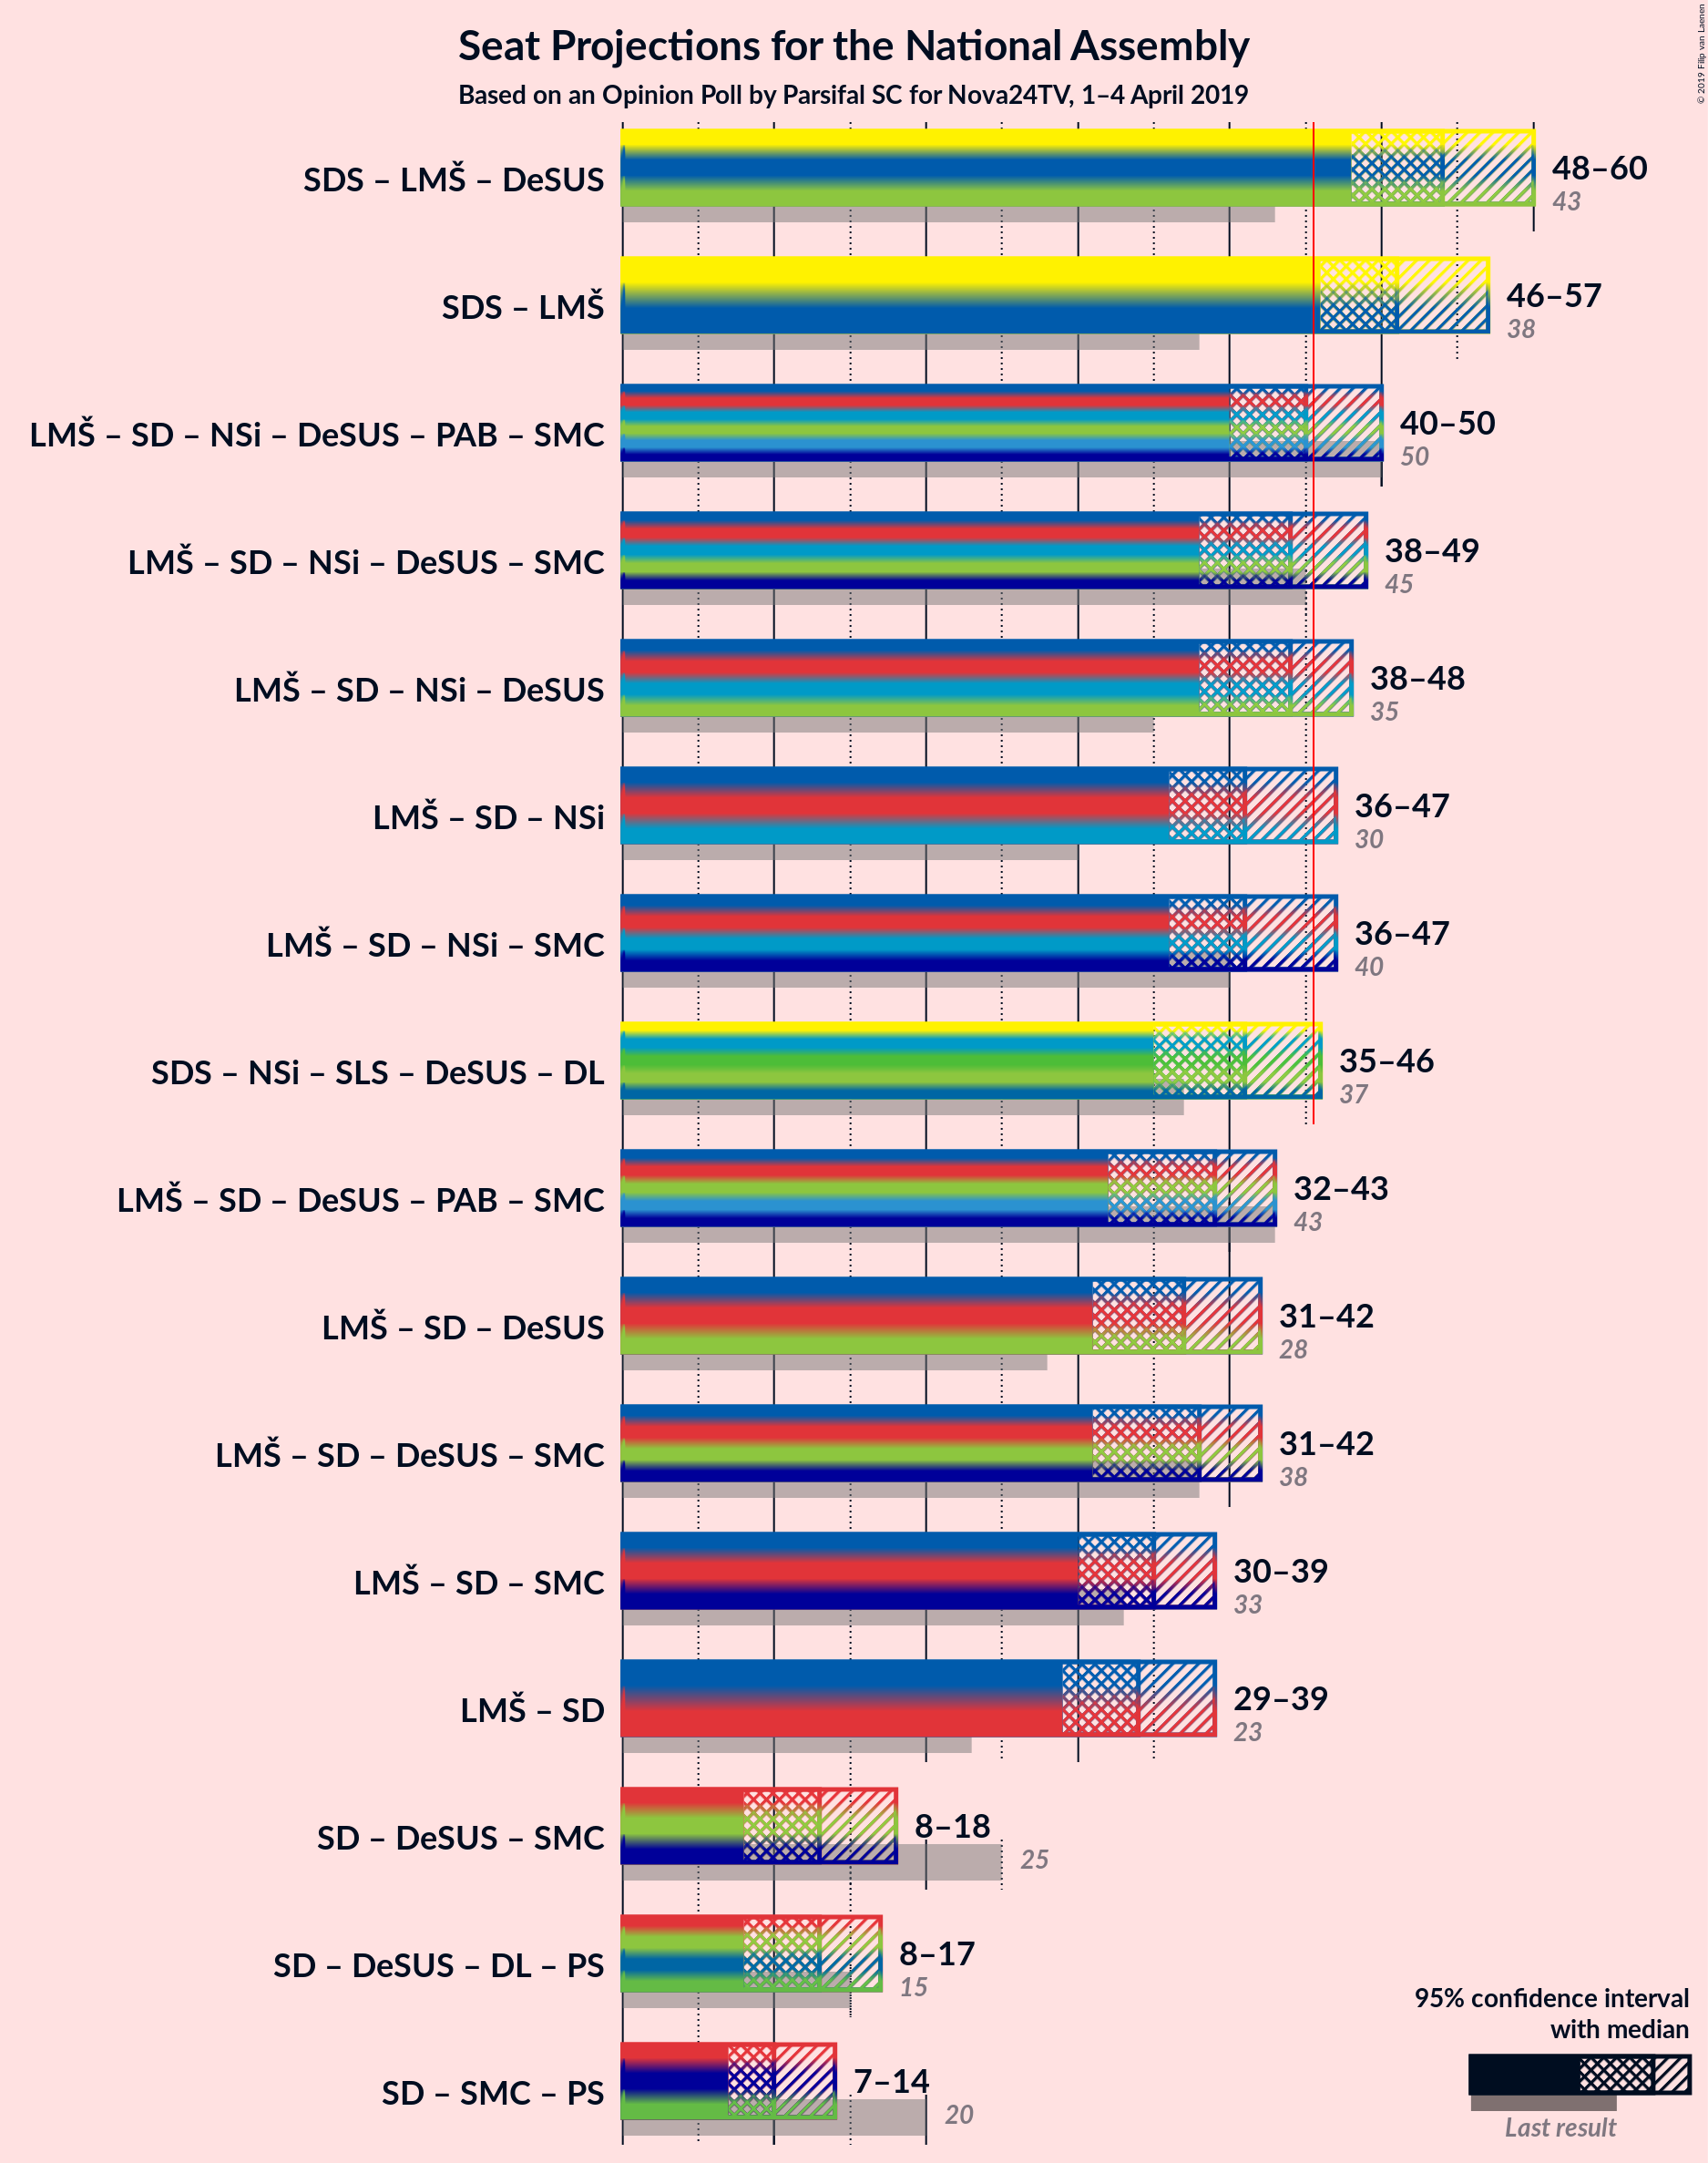 © 2019 Filip van Laenen
Seat Projections for the National Assembly
Based on an Opinion Poll by Parsifal SC for Nova24TV, 1–4 April 2019
SDS – LMŠ – DeSUS
48–60
43
SDS – LMŠ
46–57
38
LMŠ – SD – NSi – DeSUS – PAB – SMC
40–50
50
LMŠ – SD – NSi – DeSUS – SMC
38–49
45
LMŠ – SD – NSi – DeSUS
38–48
35
LMŠ – SD – NSi
36–47
30
LMŠ – SD – NSi – SMC
36–47
40
SDS – NSi – SLS – DeSUS – DL
35–46
37
LMŠ – SD – DeSUS – PAB – SMC
32–43
43
LMŠ – SD – DeSUS
31–42
28
LMŠ – SD – DeSUS – SMC
31–42
38
LMŠ – SD – SMC
30–39
33
LMŠ – SD
29–39
23
SD – DeSUS – SMC
8–18
25
SD – DeSUS – DL – PS
8–17
15
SD – SMC – PS
7–14
20
95% confidence interval
with median
Last result